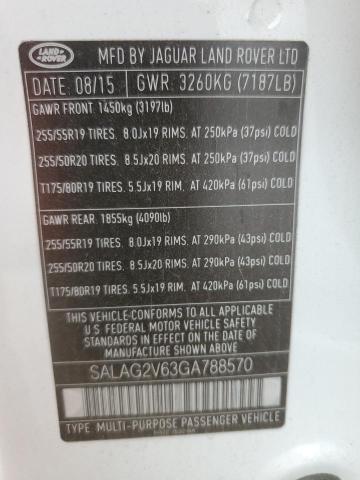 LAND ROVER
MFD BY JAGUAR LAND ROVER LTD
DATE: 08/15 GWR: 3260KG (7187LB)
GAWR FRONT: 1450kg (3197lb)
255/55R19 TIRES. 8.0Jx19 RIMS. AT 250kPa (37psi) COLD
255/50R20 TIRES. 8.5Jx20 RIMS. AT 250kPa (37psi) COLD
T175/80R19 TIRES. 5.5Jx19 RIM. AT 420kPa (61psi) COLD
GAWR REAR: 1855kg (4090lb)
255/55R19 TIRES. 8.0Jx19 RIMS. AT 290kPa (43psi) COLD
255/50R20 TIRES. 8.5Jx20 RIMS. AT 290kPa (43psi) COLD
T175/80R19 TIRES. 5.5Jx19 RIM. AT 420kPa (61psi) COLD
THIS VEHICLE CONFORMS TO ALL APPLICABLE
U.S. FEDERAL MOTOR VEHICLE SAFETY STANDARDS
IN EFFECT ON THE DATE OF MANUFACTURE SHOWN ABOVE
SALAG2V63GA788570
TYPE: MULTI-PURPOSE PASSENGER VEHICLE